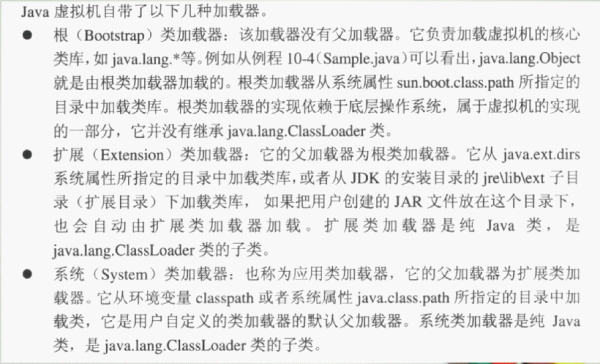 Java 虚拟机自带了以下几种加载器。
● 根（Bootstrap）类加载器：该加载器没有父加载器。它负责加载虚拟机的核心
类库，如 java.lang.*等。例如从例程 10-4（Sample.java）可以看出，java.lang.Object
就是由根类加载器加载的。根类加载器从系统属性 sun.boot.class.path 所指定的
目录中加载类库。根类加载器的实现依赖于底层操作系统，属于虚拟机的实现
的一部分，它并没有继承 java.lang.ClassLoader 类。
● 扩展（Extension）类加载器：它的父加载器为根类加载器。它从 java.ext.dirs
系统属性所指定的目录中加载类库，或者从 JDK 的安装目录的 jre\lib\ext 子目
录（扩展目录）下加载类库， 如果把用户创建的 JAR 文件放在这个目录下，
也会自动由扩展类加载器加载。扩展类加载器是纯 Java 类，是
java.lang.ClassLoader 类的子类。
● 系统（System）类加载器：也称为应用类加载器，它的父加载器为扩展类加
载器。它从环境变量 classpath 或者系统属性 java.class.path 所指定的目录中加
载类，它是用户自定义的类加载器的默认父加载器。系统类加载器是纯 Java
类，是 java.lang.ClassLoader 类的子类。